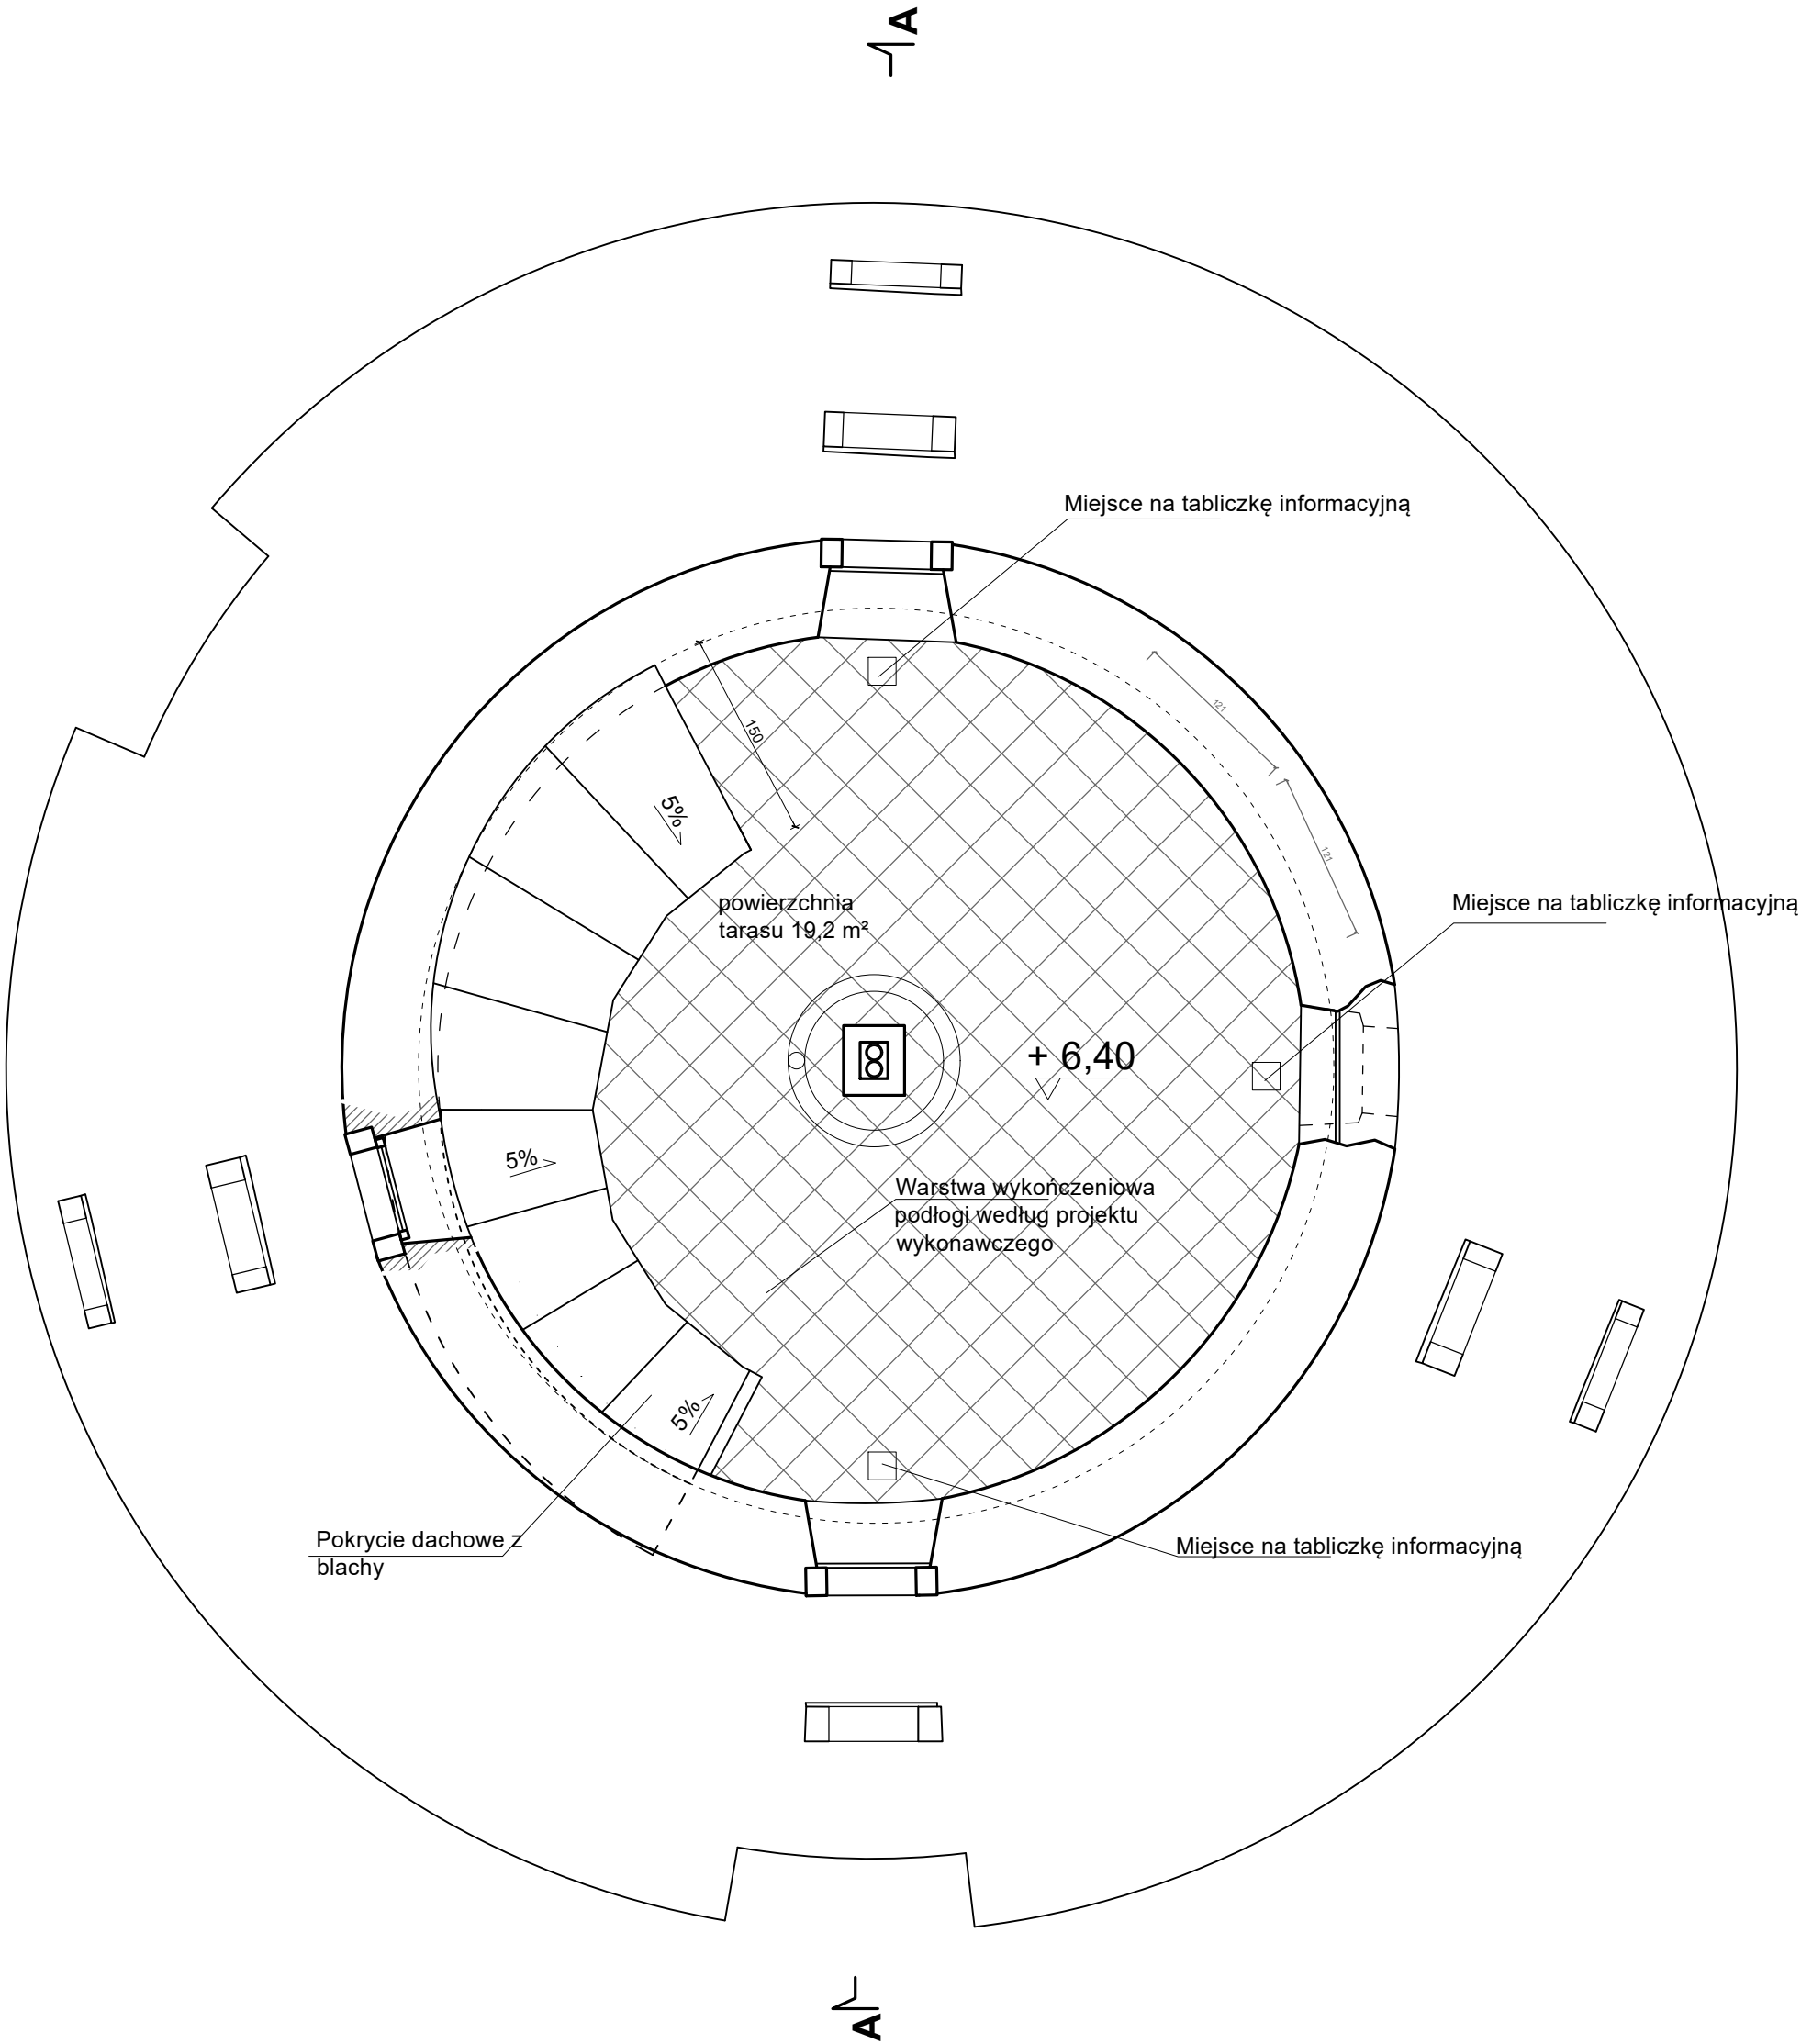 A
Miejsce na tabliczkę informacyjną
121
150
5%
121
powierzchnia
tarasu 19,2 m²
Miejsce na tabliczkę informacyjną
+ 6,40
5%
Warstwa wykończeniowa
podłogi według projektu
wykonawczego
5%
Pokrycie dachowe z
blachy
Miejsce na tabliczkę informacyjną
A